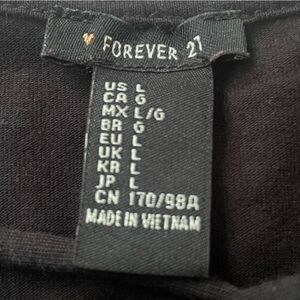 FOREVER 21
US L
CA G
MX L/G
BR G
EU L
UK L
KR L
JP L
CN 170/98A
MADE IN VIETNAM